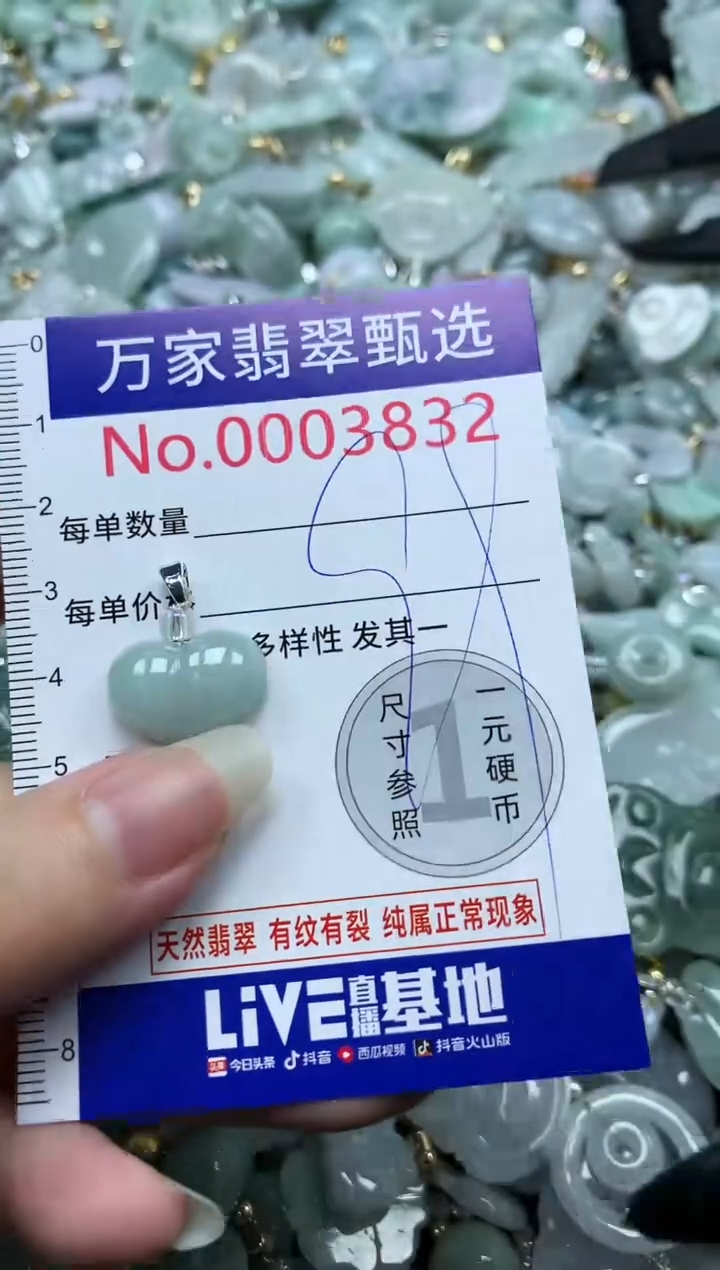 万家翡翠甄选
No.0003832
每单数量
每单价
多样性 发其一
尺寸参照
1
一元硬币
天然翡翠 有纹有裂 纯属正常现象
LiVE直播基地
头条 今日头条 抖音 西瓜视频 抖音火山版
0
1
2
3
4
5
8